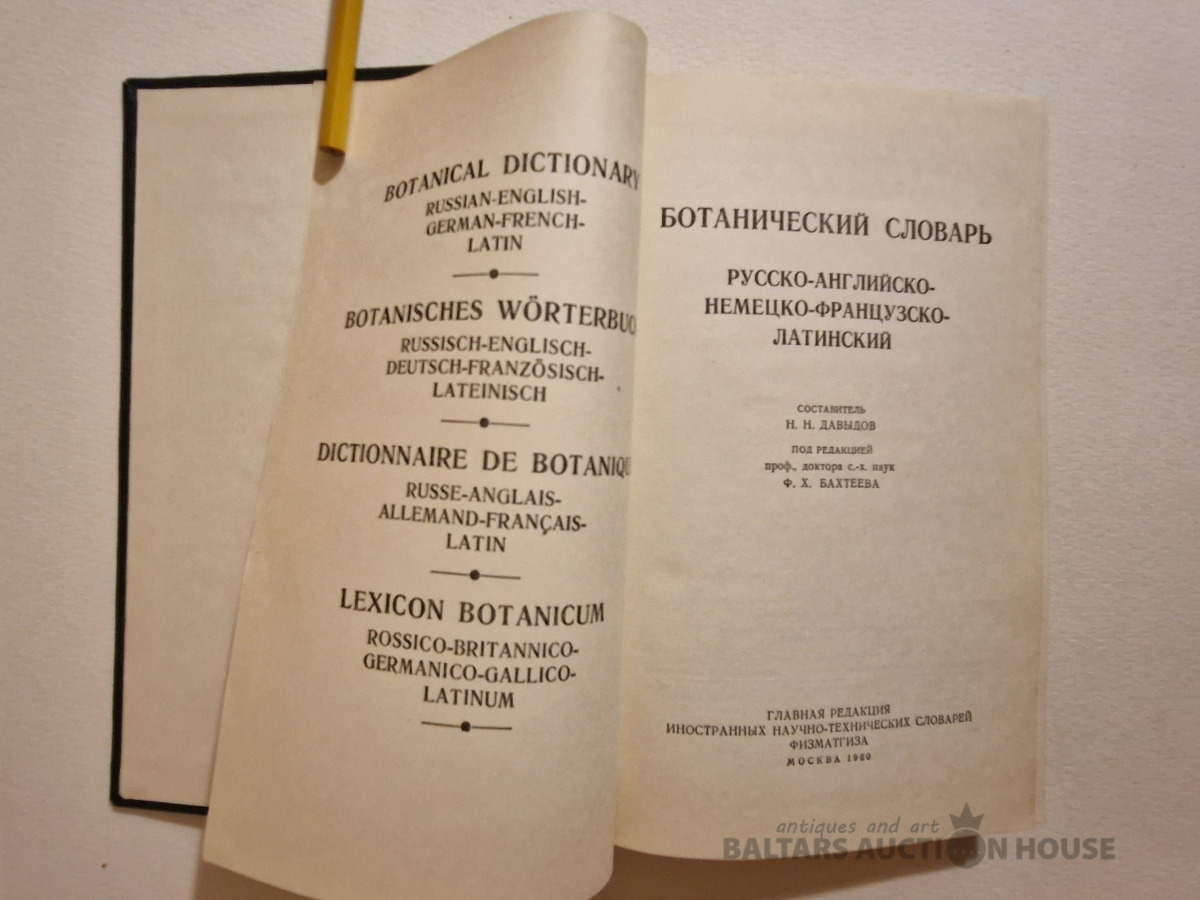 BOTANICAL DICTIONARY
RUSSIAN-ENGLISH-
GERMAN-FRENCH-
LATIN
BOTANISCHES
RUSSISCH-ENGLISCH-
DEUTSCH-FRANZÖSISCH-
LATEINISCH
DICTIONNAIRE DE
RUSSE-ANGLAIS-
ALLEMAND-FRANÇAIS-
LATIN
LEXICON BOTANICUM
ROSSICO-BRITANNICO-
GERMANICO-GALLICO-
LATINUM
БОТАНИЧЕСКИЙ СЛОВАРЬ
РУССКО-АНГЛИЙСКО-
НЕМЕЦКО-ФРАНЦУЗСКО-
ЛАТИНСКИЙ
СОСТАВИТЕЛЬ
Н. Н. ДАВЫДОВ
ПОД РЕДАКЦИЕЙ
проф., доктора с.-х. наук
Ф. Х. БАХТЕЕВА
ГЛАВНАЯ РЕДАКЦИЯ
ИНОСТРАННЫХ НАУЧНО-ТЕХНИЧЕСКИХ СЛОВАРЕЙ
ФИЗМАТГИЗА
МОСКВА 1960
antiques and art
BALTARS AUCTION HOUSE